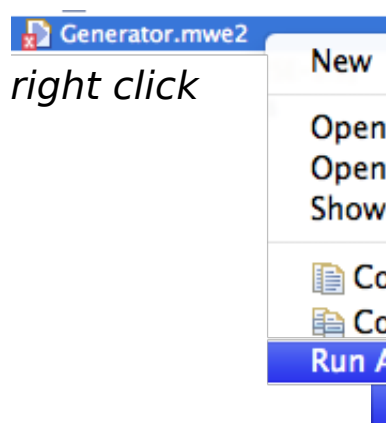 Generator.mwe2
right click
New
Open
Open
Show
Co
Co
Run A